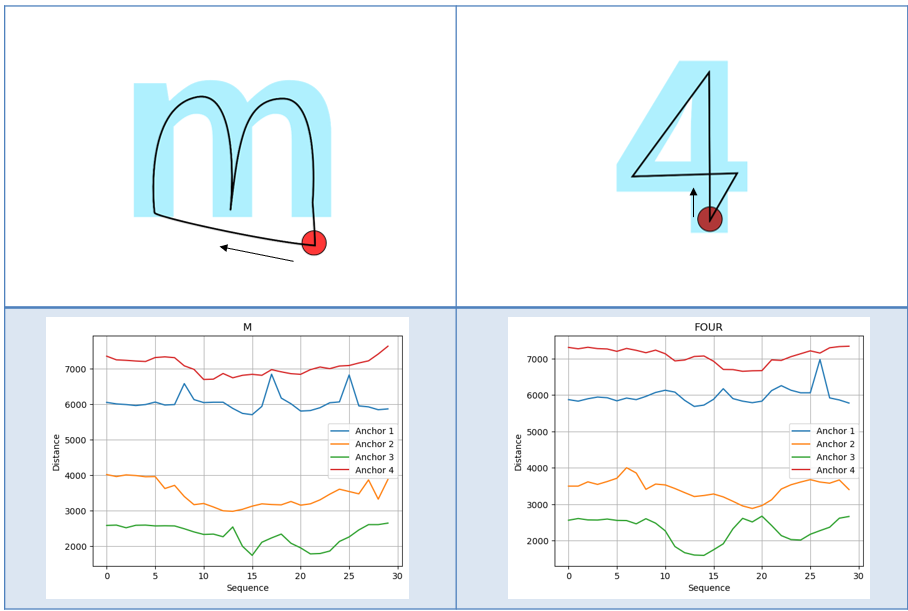 m
4
M
7000
6000
5000
4000
3000
2000
Distance
Anchor 1
Anchor 2
Anchor 3
Anchor 4
0 5 10 15 20 25 30
Sequence
FOUR
7000
6000
5000
4000
3000
2000
Distance
Anchor 1
Anchor 2
Anchor 3
Anchor 4
0 5 10 15 20 25 30
Sequence